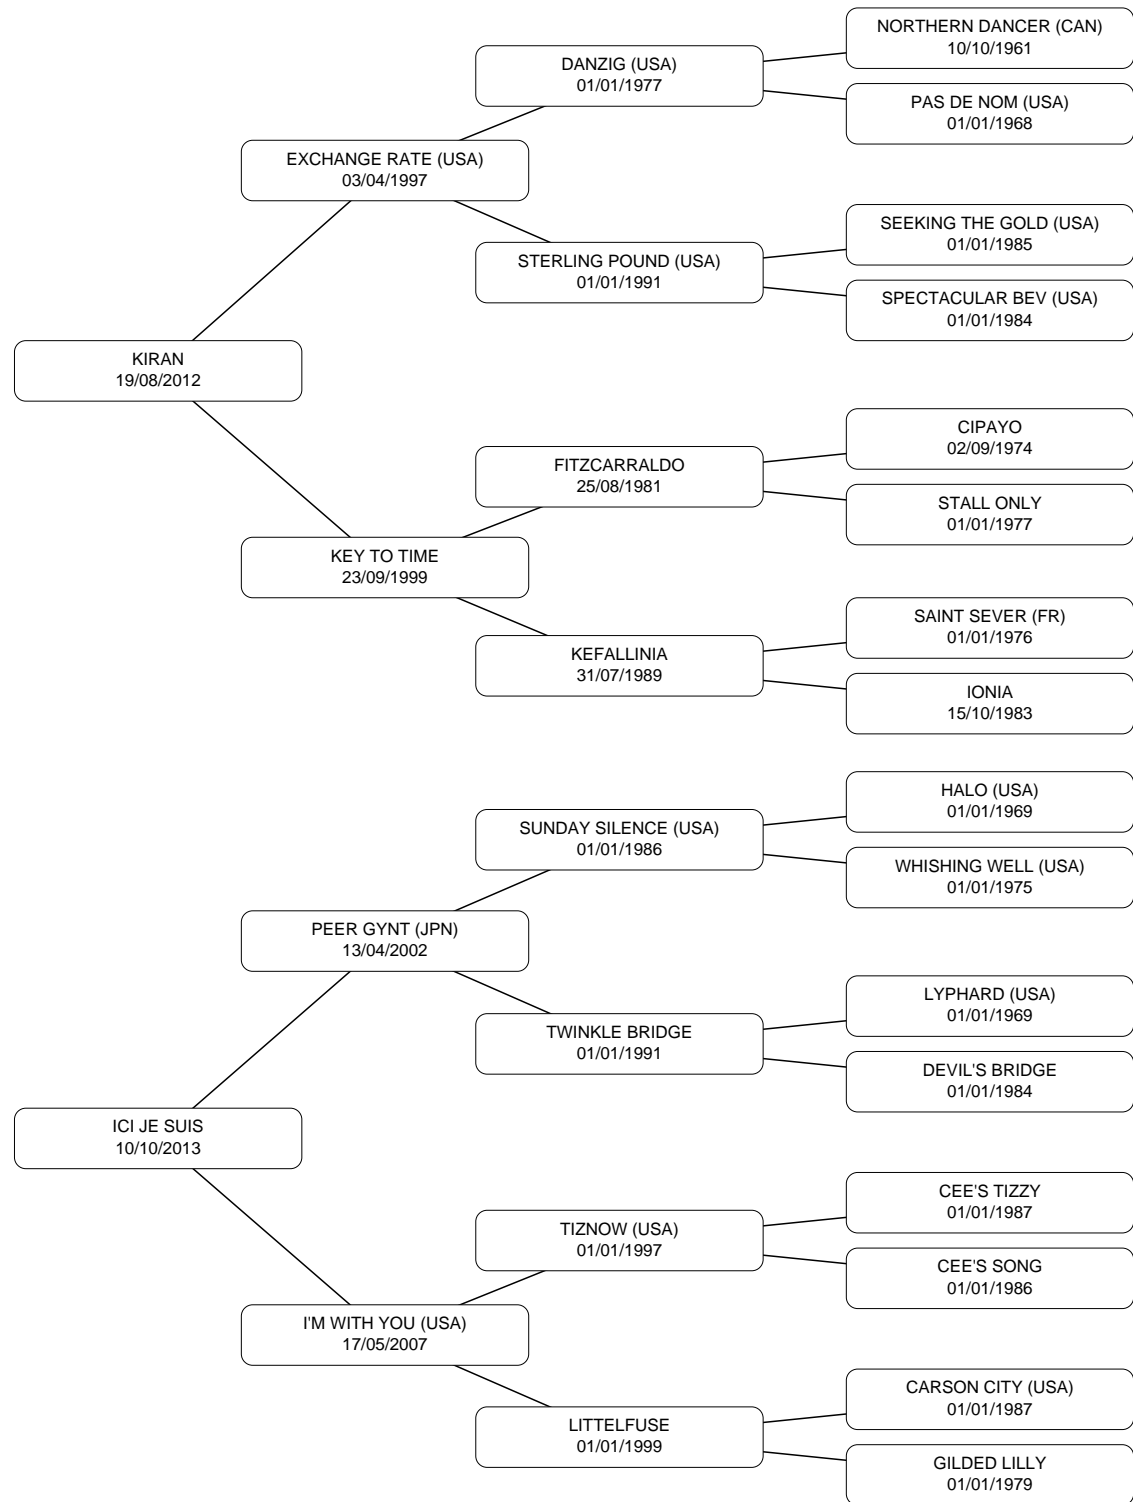 NORTHERN DANCER (CAN)
10/10/1961
DANZIG (USA)
01/01/1977
PAS DE NOM (USA)
01/01/1968
EXCHANGE RATE (USA)
03/04/1997
SEEKING THE GOLD (USA)
01/01/1985
STERLING POUND (USA)
01/01/1991
SPECTACULAR BEV (USA)
01/01/1984
KIRAN
19/08/2012
CIPAYO
02/09/1974
FITZCARRALDO
25/08/1981
STALL ONLY
01/01/1977
KEY TO TIME
23/09/1999
SAINT SEVER (FR)
01/01/1976
KEFALLINIA
31/07/1989
IONIA
15/10/1983
HALO (USA)
01/01/1969
SUNDAY SILENCE (USA)
01/01/1986
WHISHING WELL (USA)
01/01/1975
PEER GYNT (JPN)
13/04/2002
LYPHARD (USA)
01/01/1969
TWINKLE BRIDGE
01/01/1991
DEVIL'S BRIDGE
01/01/1984
ICI JE SUIS
10/10/2013
CEE'S TIZZY
01/01/1987
TIZNOW (USA)
01/01/1997
CEE'S SONG
01/01/1986
I'M WITH YOU (USA)
17/05/2007
CARSON CITY (USA)
01/01/1987
LITTELFUSE
01/01/1999
GILDED LILLY
01/01/1979